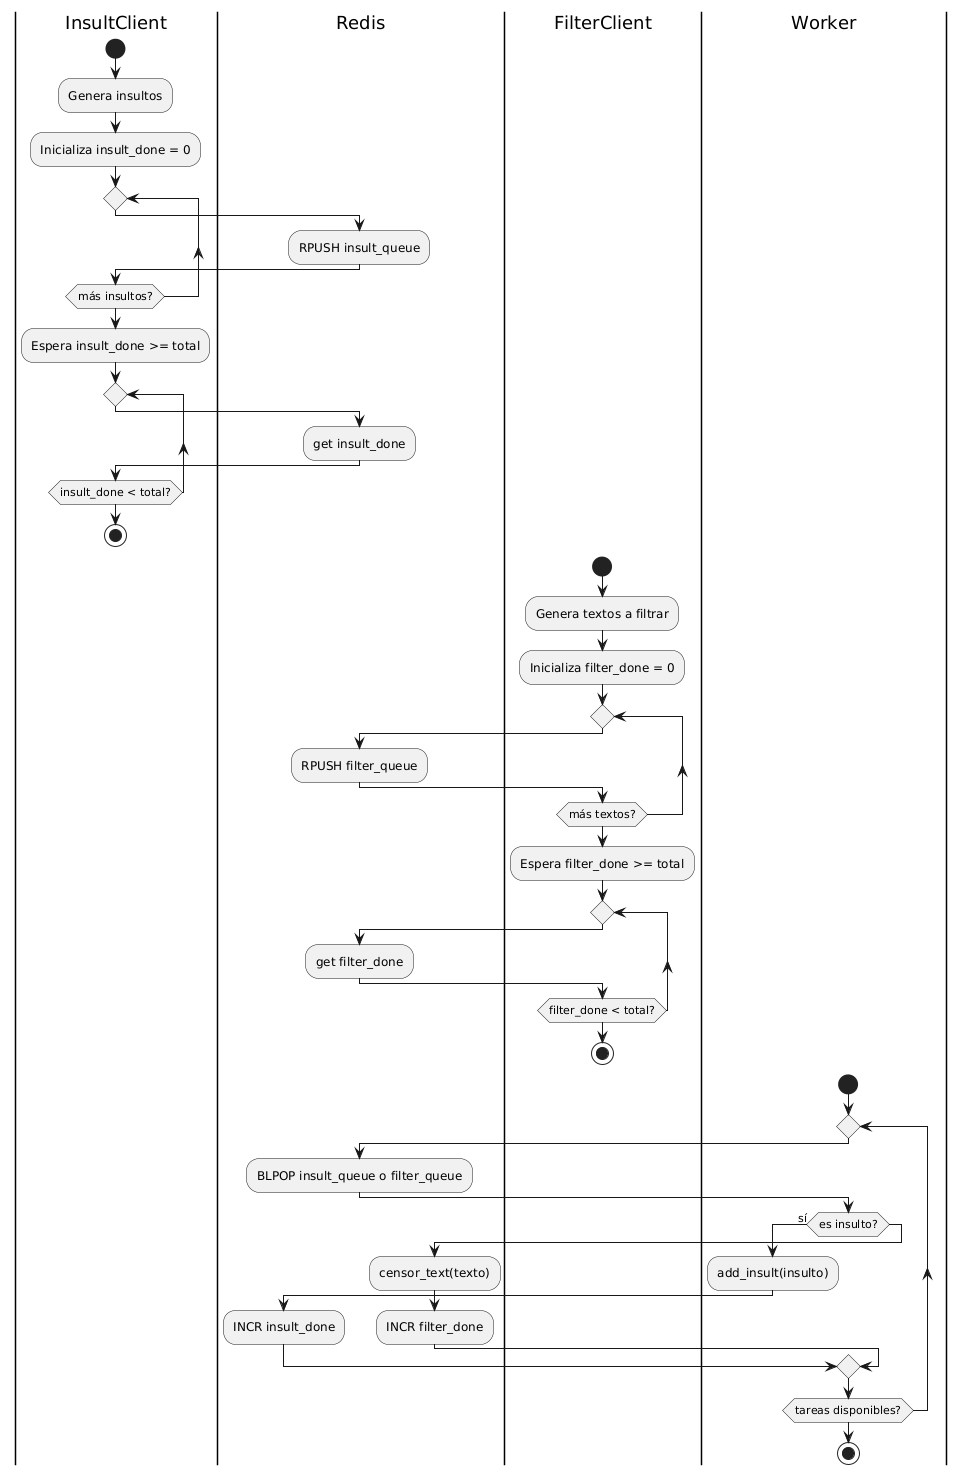 InsultClient
Redis
FilterClient
Worker
Genera insultos
Inicializa insult_done = 0
RPUSH insult_queue
más insultos?
Espera insult_done >= total
get insult_done
insult_done < total?
Genera textos a filtrar
Inicializa filter_done = 0
RPUSH filter_queue
más textos?
Espera filter_done >= total
get filter_done
filter_done < total?
BLPOP insult_queue o filter_queue
sí
es insulto?
censor_text(texto)
add_insult(insulto)
INCR insult_done
INCR filter_done
tareas disponibles?